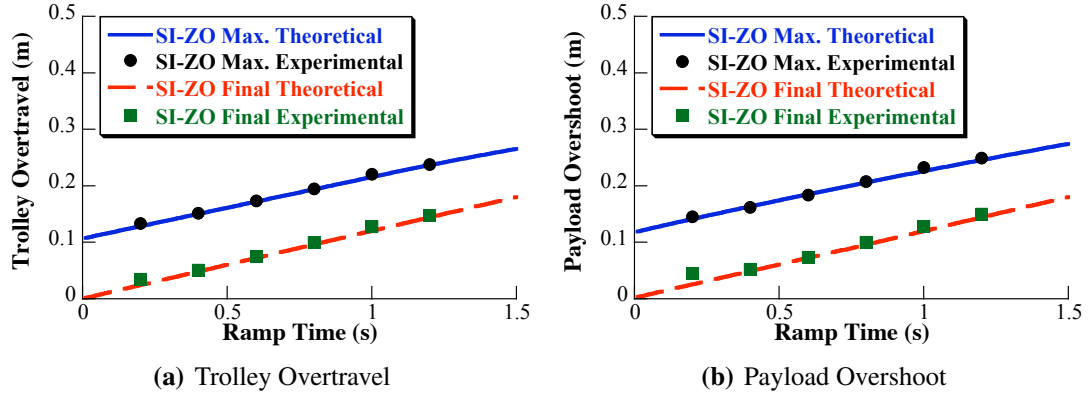 0.5
0.4
0.3
0.2
0.1
0
Trolley Overtravel (m)
SI-ZO Max. Theoretical
SI-ZO Max. Experimental
SI-ZO Final Theoretical
SI-ZO Final Experimental
0 0.5 1 1.5
Ramp Time (s)
(a) Trolley Overtravel
0.5
0.4
0.3
0.2
0.1
0
Payload Overshoot (m)
SI-ZO Max. Theoretical
SI-ZO Max. Experimental
SI-ZO Final Theoretical
SI-ZO Final Experimental
0 0.5 1 1.5
Ramp Time (s)
(b) Payload Overshoot